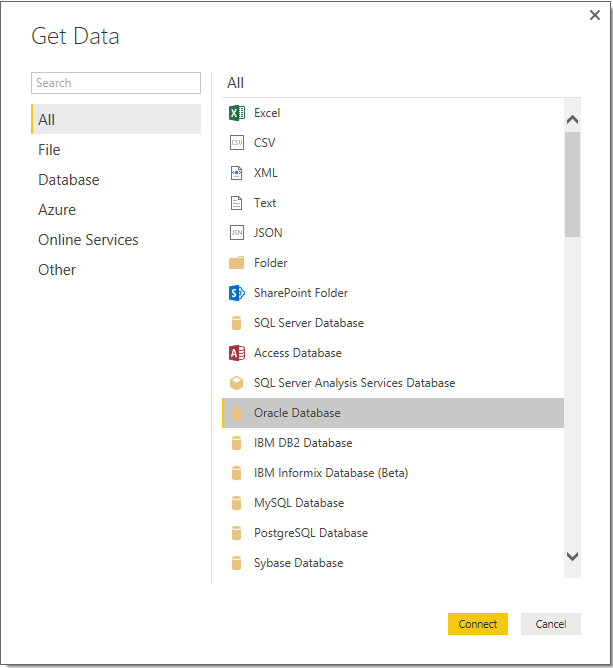 Get Data
Search
All
File
Database
Azure
Online Services
Other
All
Excel
CSV
XML
Text
JSON
Folder
SharePoint Folder
SQL Server Database
Access Database
SQL Server Analysis Services Database
Oracle Database
IBM DB2 Database
IBM Informix Database (Beta)
MySQL Database
PostgreSQL Database
Sybase Database
Connect
Cancel